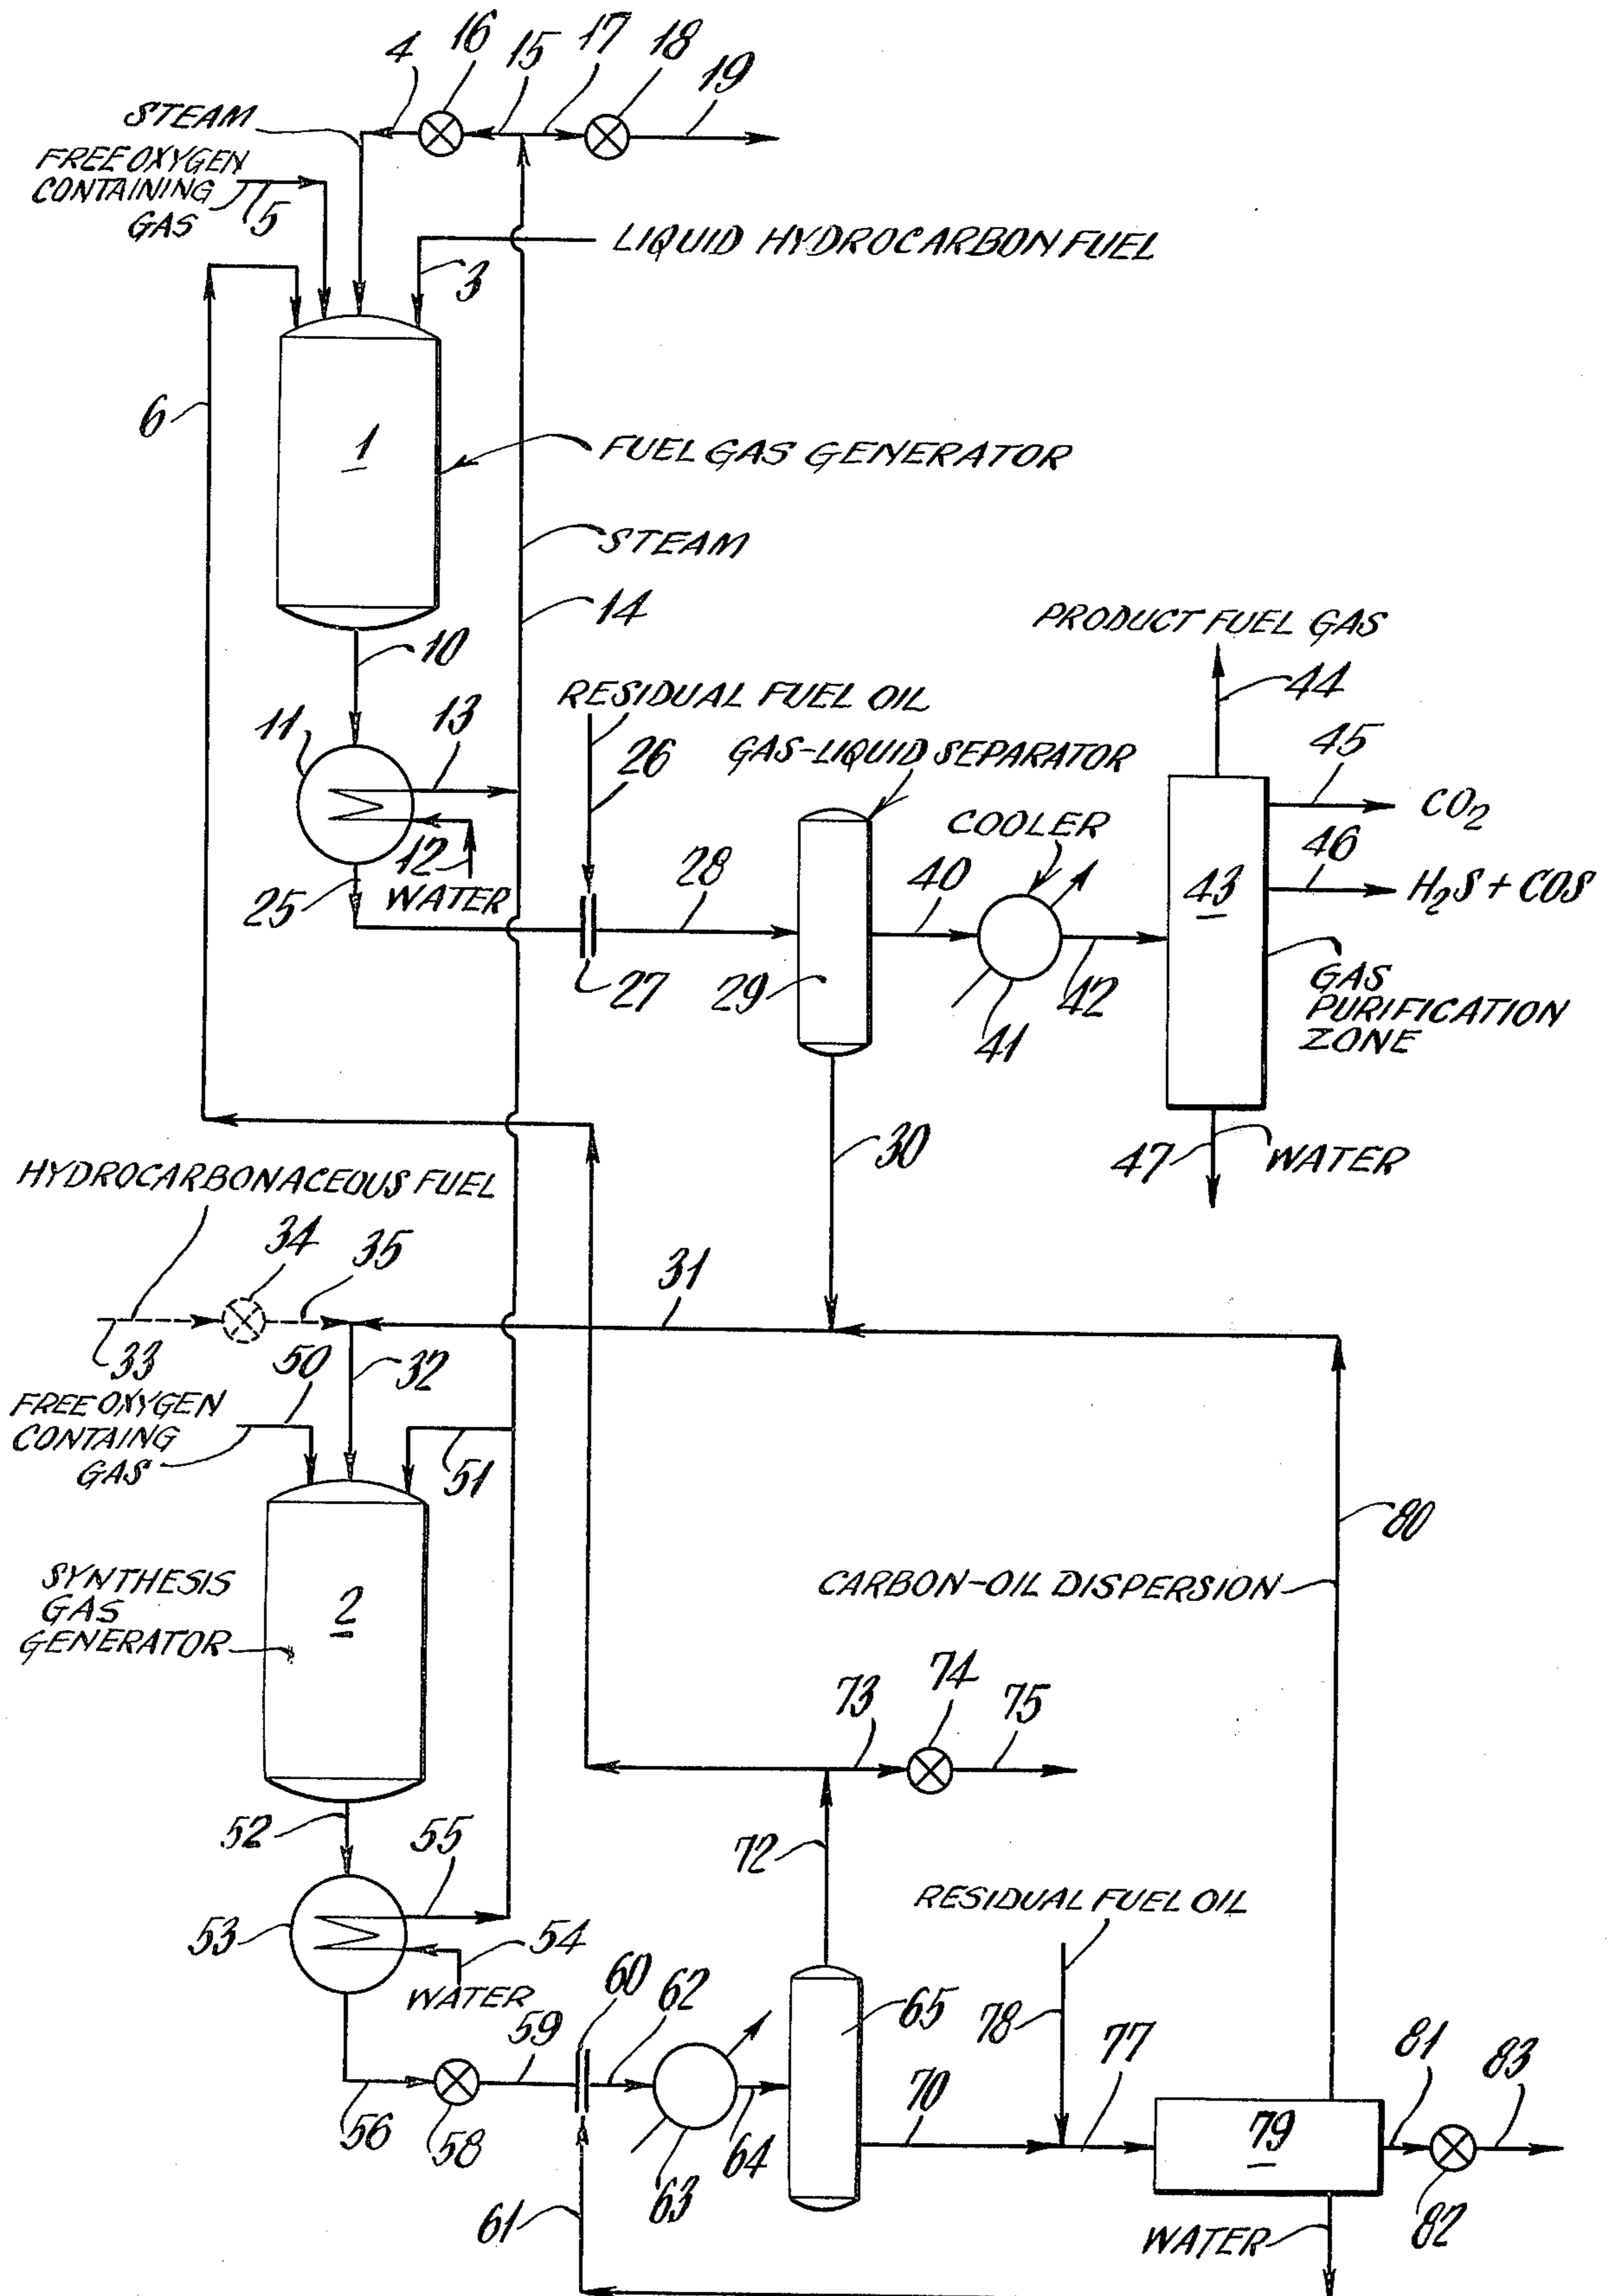 4
16
15
17
18
19
STEAM
FREE OXYGEN
CONTAINING
GAS
5
LIQUID HYDROCARBON FUEL
3
6
1
FUEL GAS GENERATOR
STEAM
14
10
PRODUCT FUEL GAS
44
RESIDUAL FUEL OIL
11
13
26
GAS-LIQUID SEPARATOR
45
CO2
COOLER
12
WATER
25
28
40
43
46
H2S + COS
27
29
41
42
GAS
PURIFICATION
ZONE
30
47
WATER
HYDROCARBONACEOUS FUEL
34
35
31
33
50
32
FREE OXYGEN
CONTAING
GAS
51
80
SYNTHESIS
GAS
GENERATOR
2
CARBON-OIL DISPERSION
73
74
75
52
55
72
RESIDUAL FUEL OIL
53
54
WATER
60
62
65
59
78
77
81
83
56
58
63
64
70
79
82
61
WATER